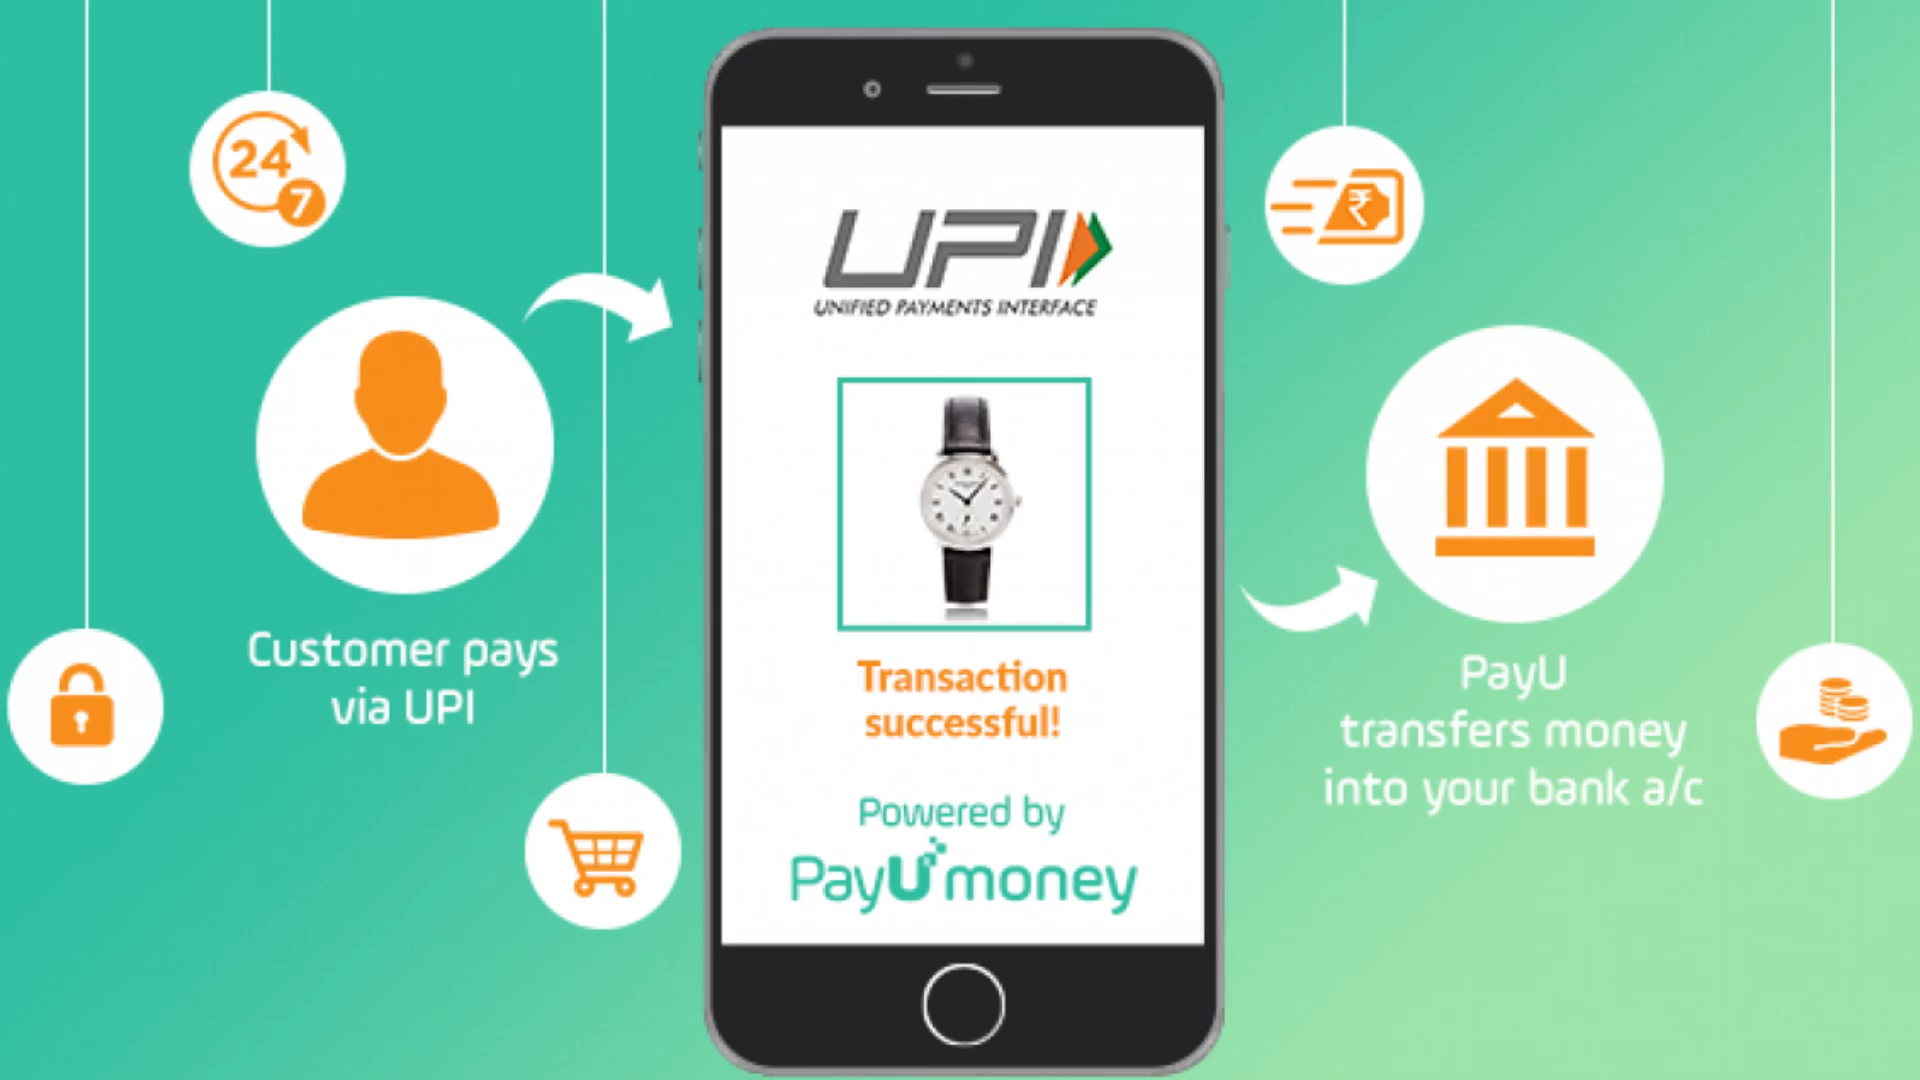 24
7
Customer pays
via UPI
UPI
UNIFIED PAYMENTS INTERFACE
Transaction
successful!
Powered by
PayUmoney
₹
PayU
transfers money
into your bank a/c